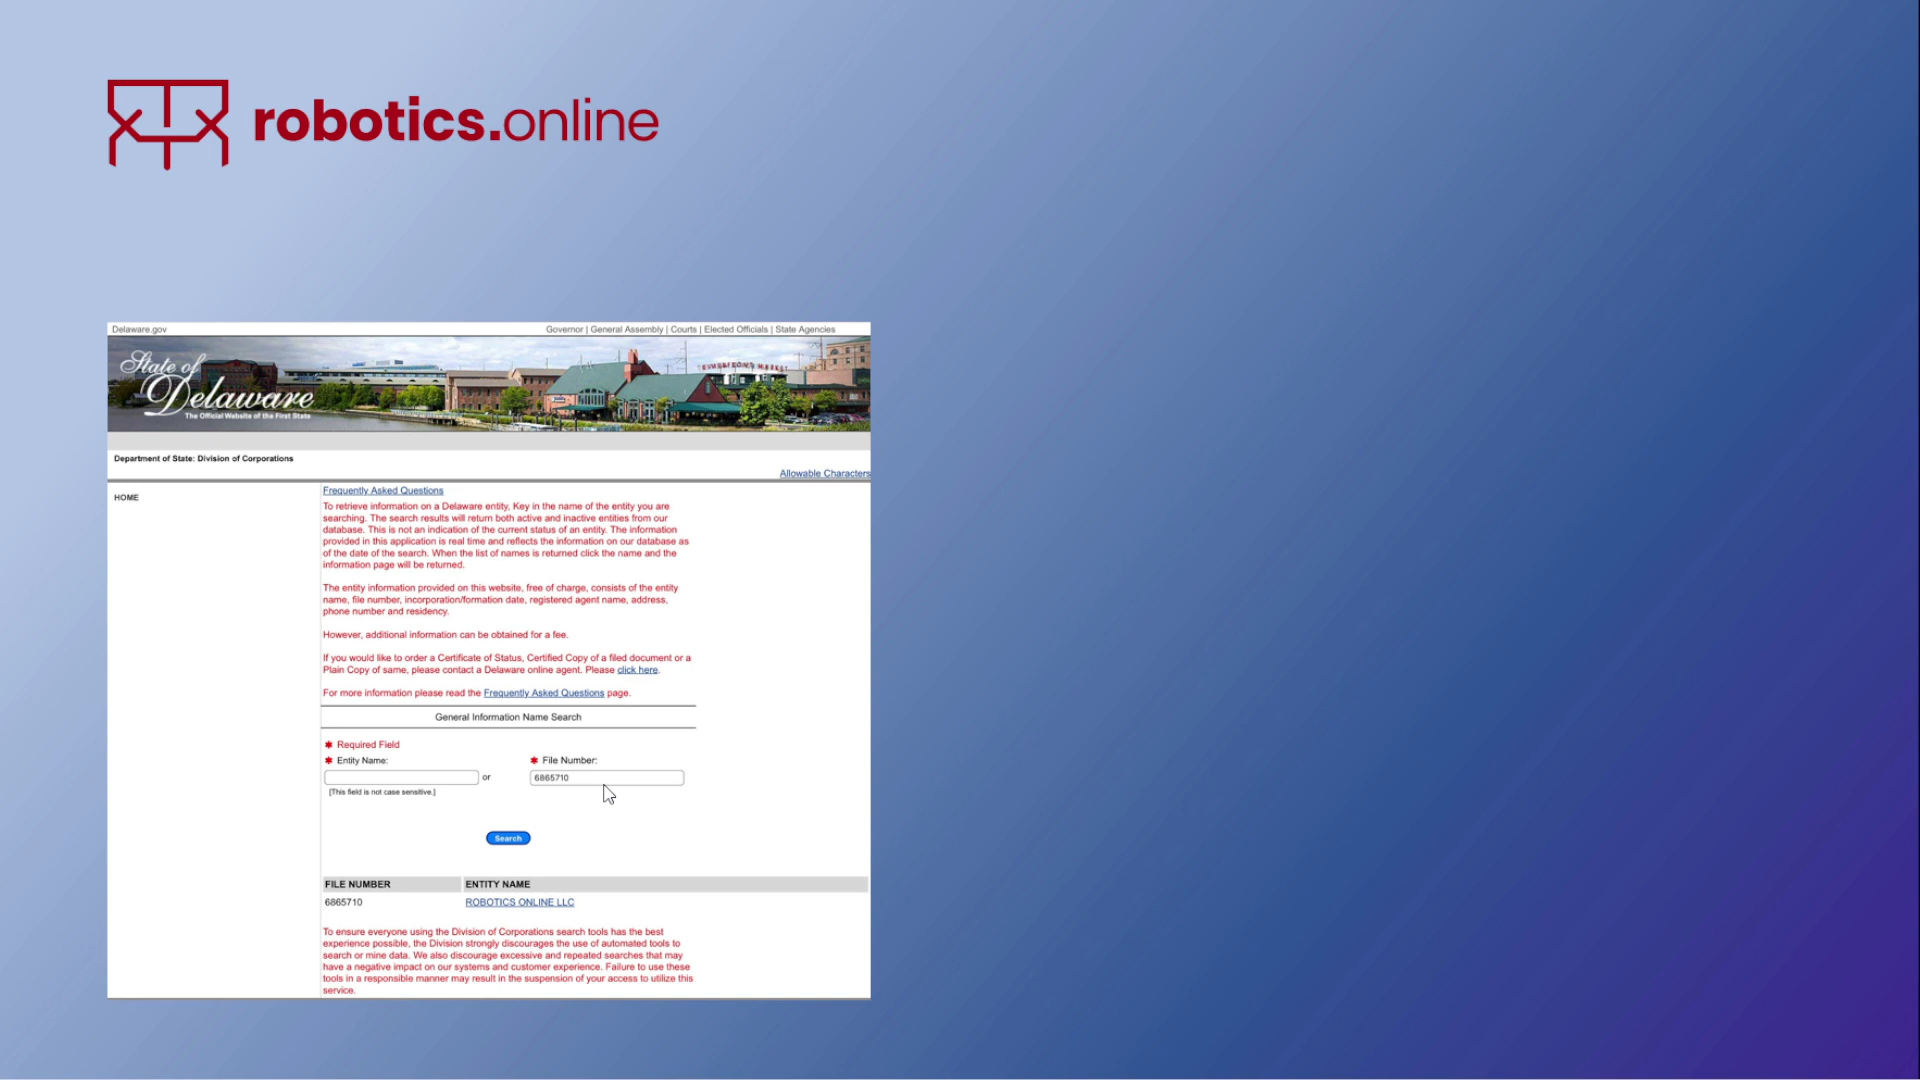 robotics.online
Delaware.gov
Governor | General Assembly | Courts | Elected Officials | State Agencies
State of
Delaware
The Official Website of the First State
Department of State: Division of Corporations
Allowable Characters
HOME
Frequently Asked Questions
To retrieve information on a Delaware entity, Key in the name of the entity you are
searching. The search results will return both active and inactive entities from our
database. This is not an indication of the current status of an entity. The information
provided in this application is real time and reflects the information on our database as
of the date of the search. When the list of names is returned click the name and the
information page will be returned.
The entity information provided on this website, free of charge, consists of the entity
name, file number, incorporation/formation date, registered agent name, address,
phone number and residency.
However, additional information can be obtained for a fee.
If you would like to order a Certificate of Status, Certified Copy of a filed document or a
Plain Copy of same, please contact a Delaware online agent. Please click here.
For more information please read the Frequently Asked Questions page.
General Information Name Search
✱ Required Field
✱ Entity Name:
✱ File Number:
or
6865710
[This field is not case sensitive.]
Search
FILE NUMBER ENTITY NAME
6865710 ROBOTICS ONLINE LLC
To ensure everyone using the Division of Corporations search tools has the best
experience possible, the Division strongly discourages the use of automated tools to
search or mine data. We also discourage excessive and repeated searches that may
have a negative impact on our systems and customer experience. Failure to use these
tools in a responsible manner may result in the suspension of your access to utilize this
service.